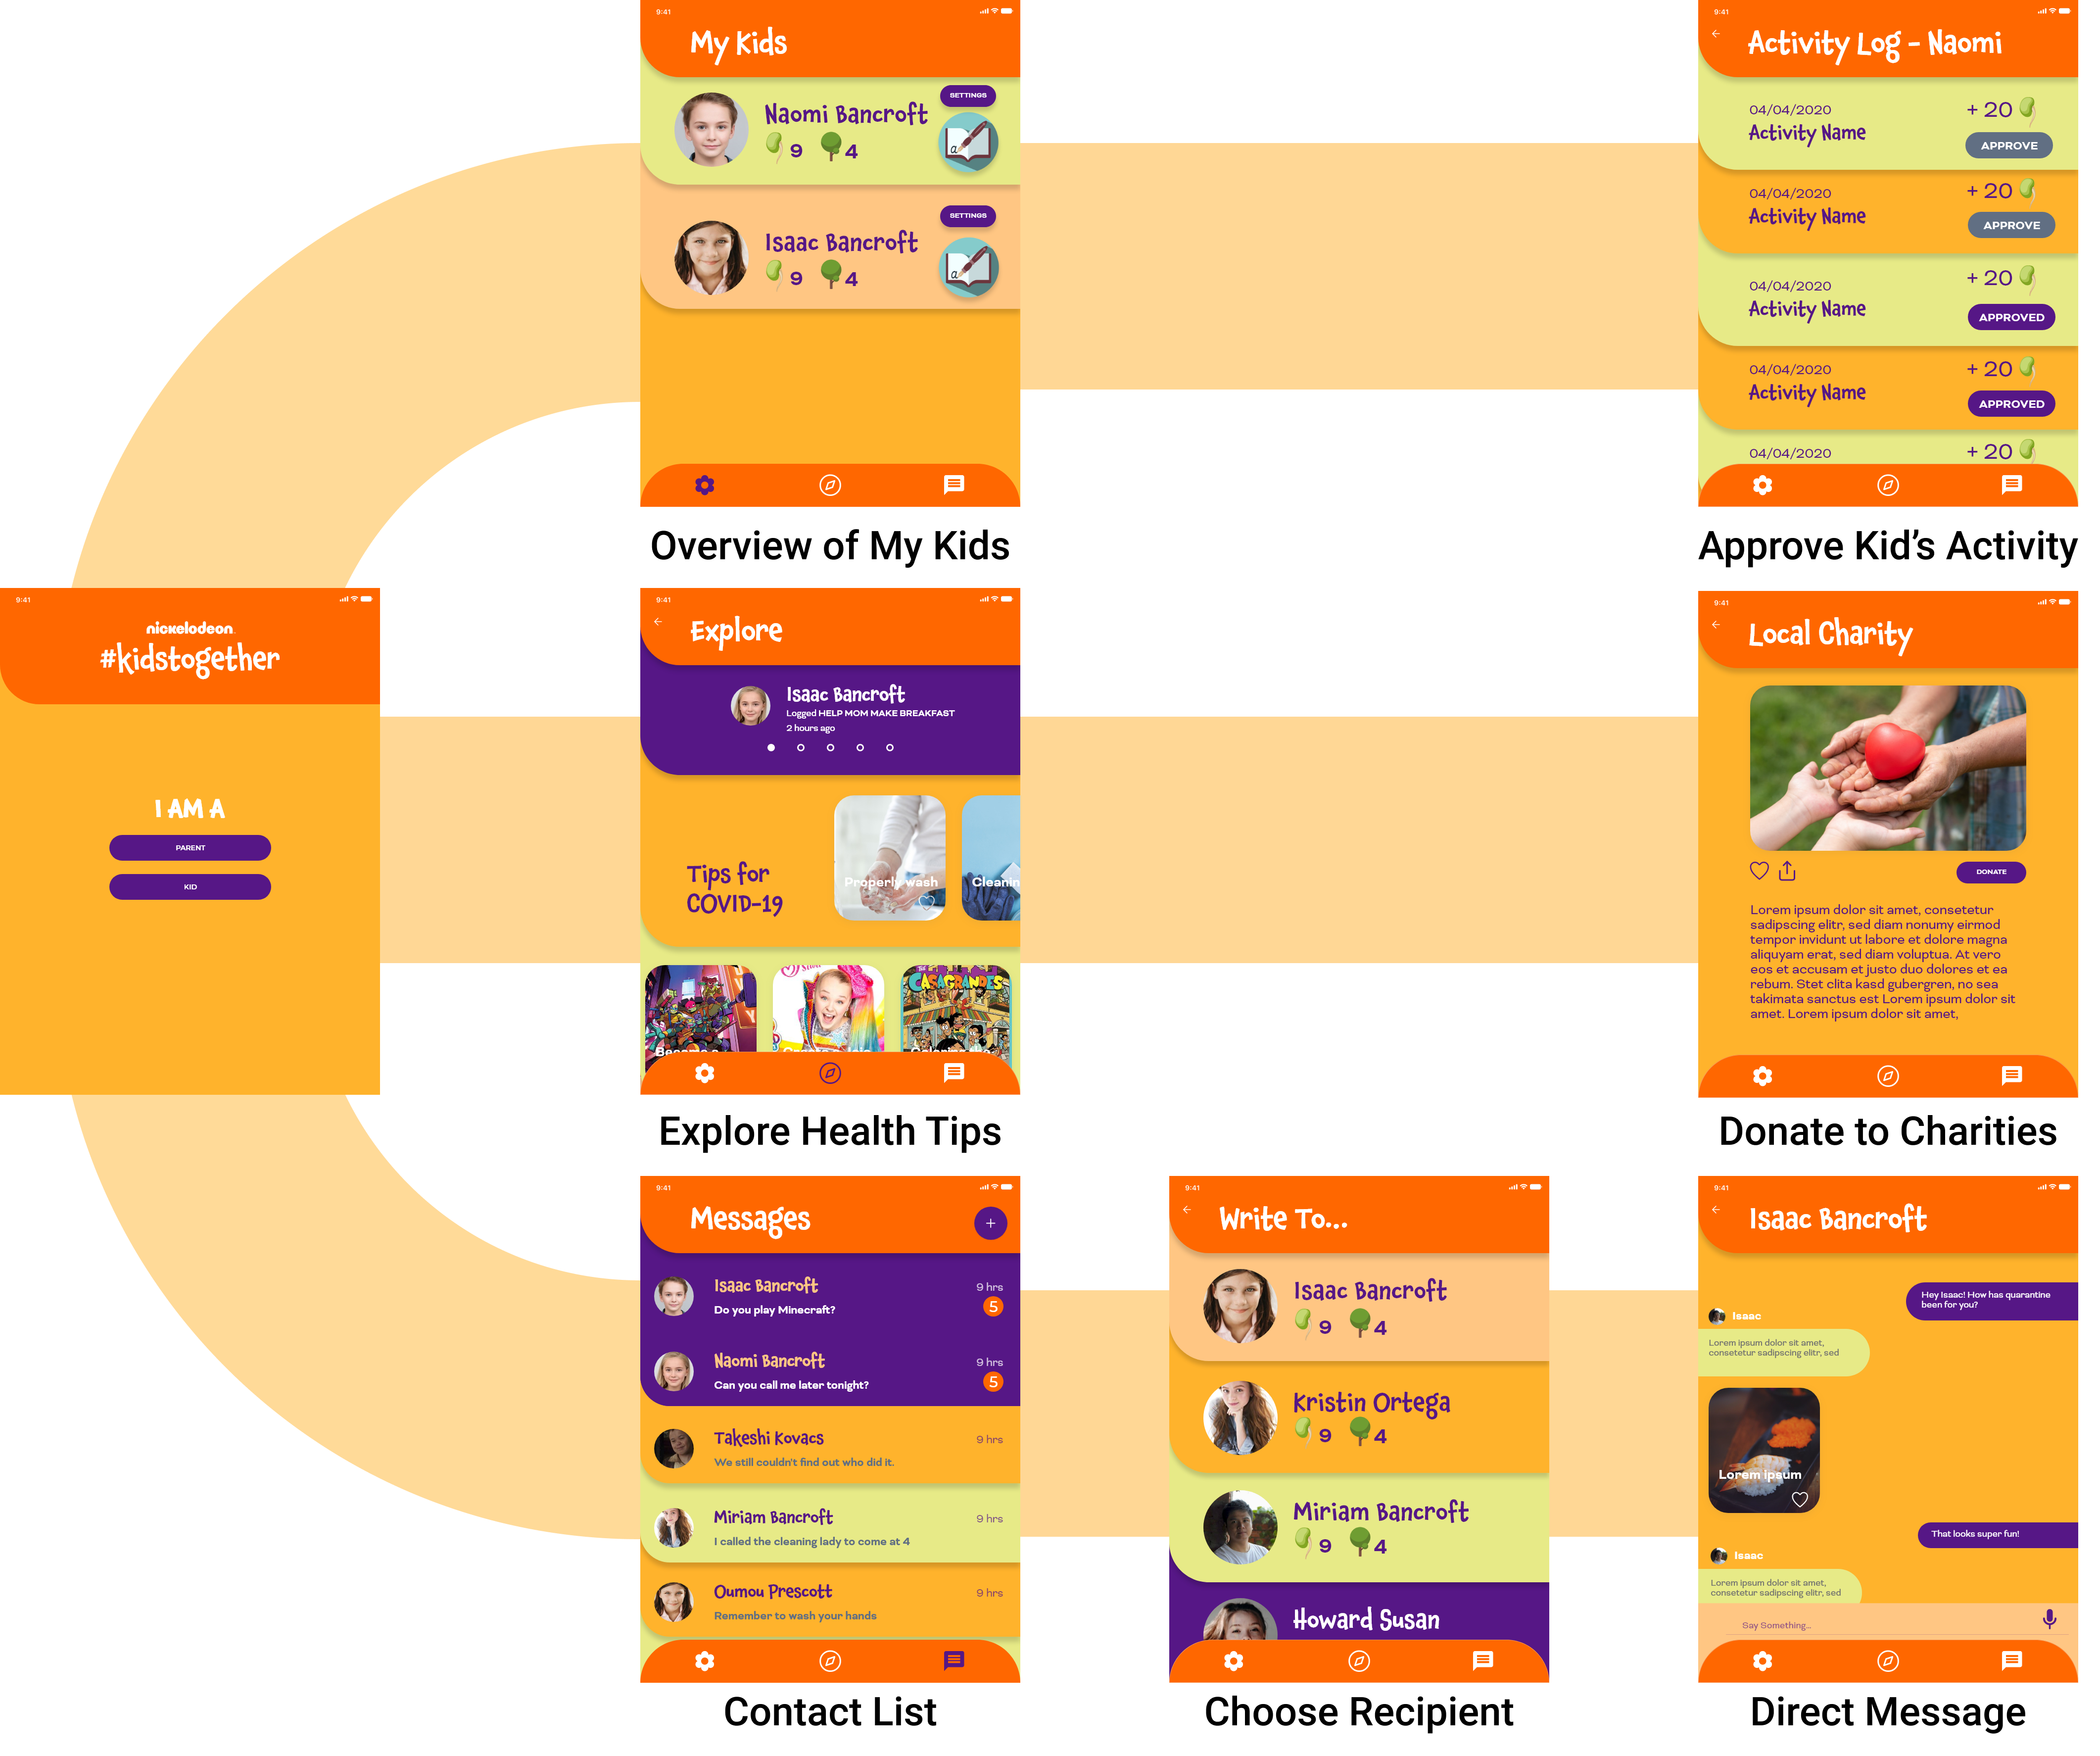 9:41
My Kids
SETTINGS
Naomi Bancroft
9 4
SETTINGS
Isaac Bancroft
9 4
Overview of My Kids
9:41
Activity Log - Naomi
04/04/2020
+ 20
Activity Name
APPROVE
04/04/2020
+ 20
Activity Name
APPROVE
04/04/2020
+ 20
Activity Name
APPROVED
04/04/2020
+ 20
Activity Name
APPROVED
04/04/2020
+ 20
Approve Kid's Activity
9:41
nickelodeon
#kidstogether
I AM A
PARENT
KID
9:41
Explore
Isaac Bancroft
Logged HELP MOM MAKE BREAKFAST
2 hours ago
Tips for
COVID-19
Properly wash
Cleanin
CASAGRANDES
Explore Health Tips
9:41
Local Charity
DONATE
Lorem ipsum dolor sit amet, consetetur
sadipscing elitr, sed diam nonumy eirmod
tempor invidunt ut labore et dolore magna
aliquyam erat, sed diam voluptua. At vero
eos et accusam et justo duo dolores et ea
rebum. Stet clita kasd gubergren, no sea
takimata sanctus est Lorem ipsum dolor sit
amet. Lorem ipsum dolor sit amet,
Donate to Charities
9:41
Messages
+
Isaac Bancroft
9 hrs
Do you play Minecraft?
5
Naomi Bancroft
9 hrs
Can you call me later tonight?
5
Takeshi Kovacs
9 hrs
We still couldn't find out who did it.
Miriam Bancroft
9 hrs
I called the cleaning lady to come at 4
Oumou Prescott
9 hrs
Remember to wash your hands
Contact List
9:41
Write To...
Isaac Bancroft
9 4
Kristin Ortega
9 4
Miriam Bancroft
9 4
Howard Susan
Choose Recipient
9:41
Isaac Bancroft
Hey Isaac! How has quarantine
been for you?
Isaac
Lorem ipsum dolor sit amet,
consetetur sadipscing elitr, sed
Lorem ipsum
That looks super fun!
Isaac
Lorem ipsum dolor sit amet,
consetetur sadipscing elitr, sed
Say Something...
Direct Message